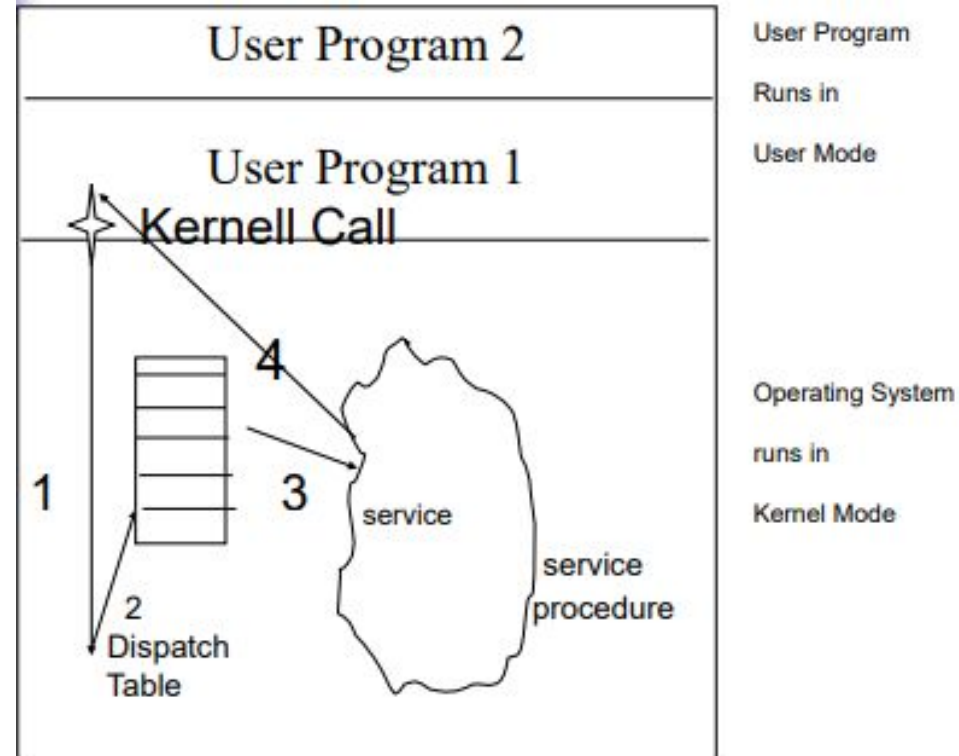 User Program 2
User Program
Runs in
User Mode
User Program 1
Kernell Call
4
1
3
service
2
Dispatch
Table
service
procedure
Operating System
runs in
Kernel Mode